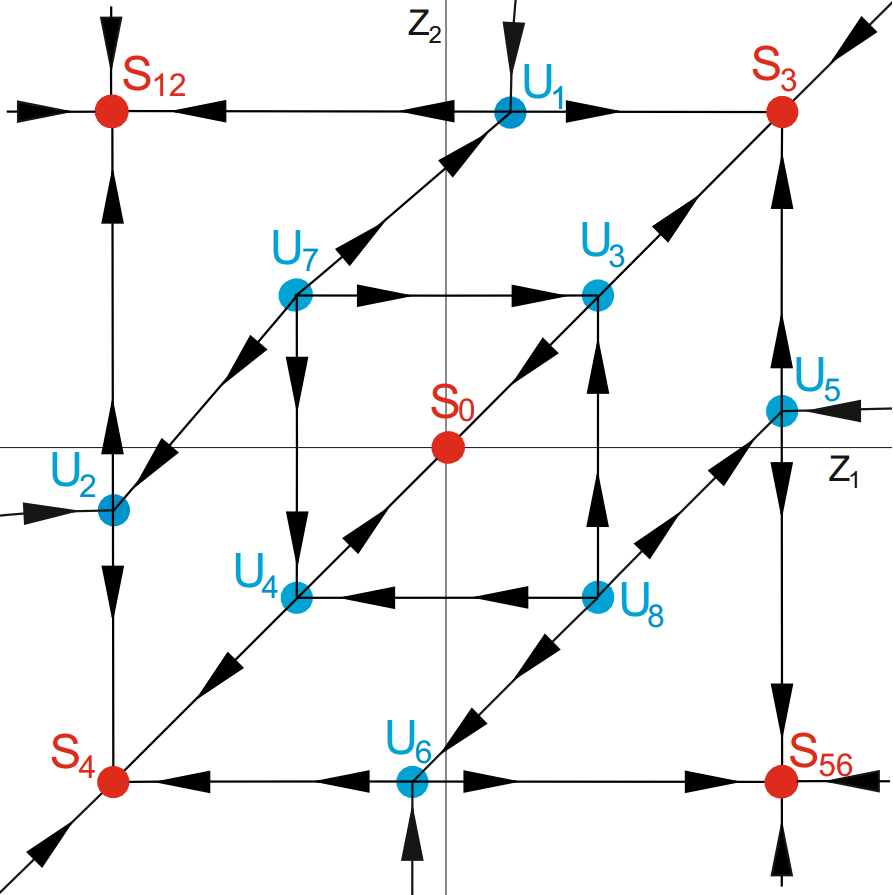 Z₂
S₁₂
U₁
S₃
U₇
U₃
S₀
U₅
U₂
Z₁
U₄
U₈
S₄
U₆
S₅₆